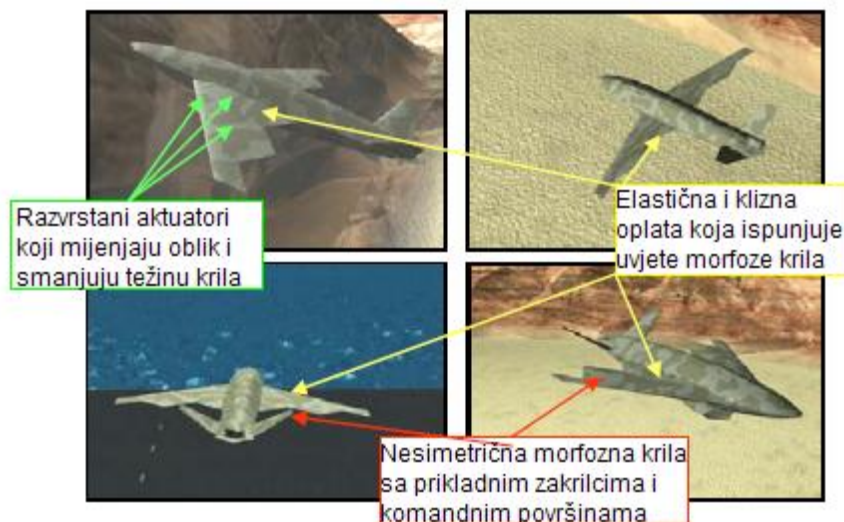 Razvrstani aktuatori
koji mijenjaju oblik i
smanjuju težinu krila
Elastična i klizna
oplata koja ispunjuje
uvjete morfoze krila
Nesimetrična morfozna krila
sa prikladnim zakrilcima i
komandnim površinama